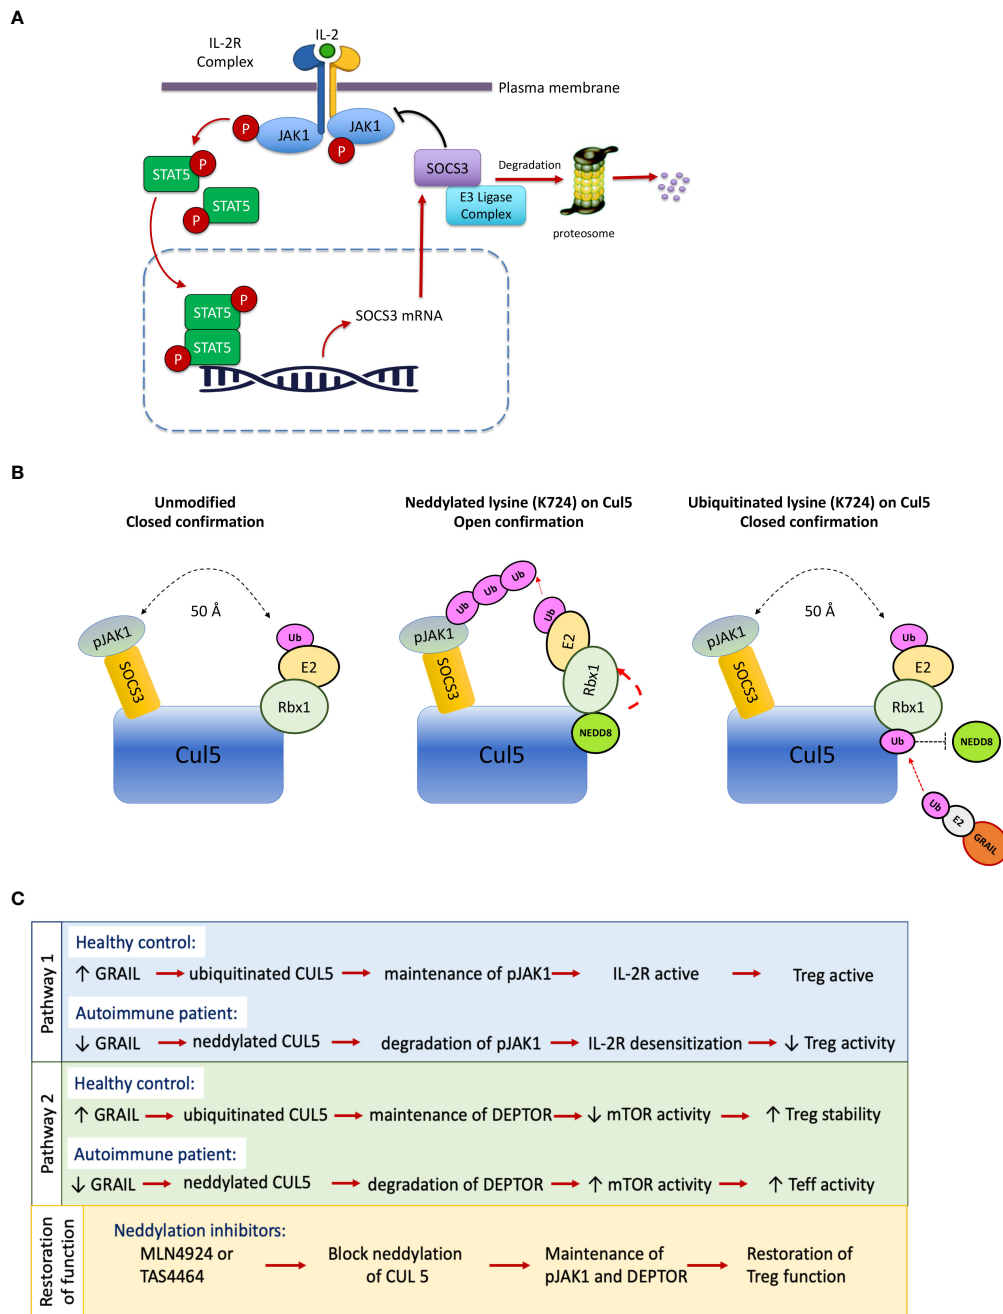 A
IL-2R
Complex
IL-2
Plasma membrane
P
JAK1
JAK1
P
STAT5
P
STAT5
P
SOCS3
E3 Ligase
Complex
Degradation
proteosome
STAT5
P
STAT5
P
SOCS3 mRNA
B
Unmodified
Closed confirmation
50 Å
pJAK1
SOCS3
Ub
E2
Rbx1
Cul5
Neddylated lysine (K724) on Cul5
Open confirmation
Ub
Ub
Ub
pJAK1
SOCS3
Ub
E2
Rbx1
NEDD8
Cul5
Ubiquitinated lysine (K724) on Cul5
Closed confirmation
50 Å
pJAK1
SOCS3
Ub
E2
Rbx1
Cul5
Ub
NEDD8
Ub
E2
GRAIL
C
Pathway 1
Healthy control:
↑ GRAIL → ubiquitinated CUL5 → maintenance of pJAK1 → IL-2R active → Treg active
Autoimmune patient:
↓ GRAIL → neddylated CUL5 → degradation of pJAK1 → IL-2R desensitization → ↓ Treg activity
Pathway 2
Healthy control:
↑ GRAIL → ubiquitinated CUL5 → maintenance of DEPTOR → ↓ mTOR activity → ↑ Treg stability
Autoimmune patient:
↓ GRAIL → neddylated CUL5 → degradation of DEPTOR → ↑ mTOR activity → ↑ Teff activity
Restoration
of function
Neddylation inhibitors:
MLN4924 or
TAS4464
→ Block neddylation
of CUL 5
→ Maintenance of
pJAK1 and DEPTOR
→ Restoration of
Treg function